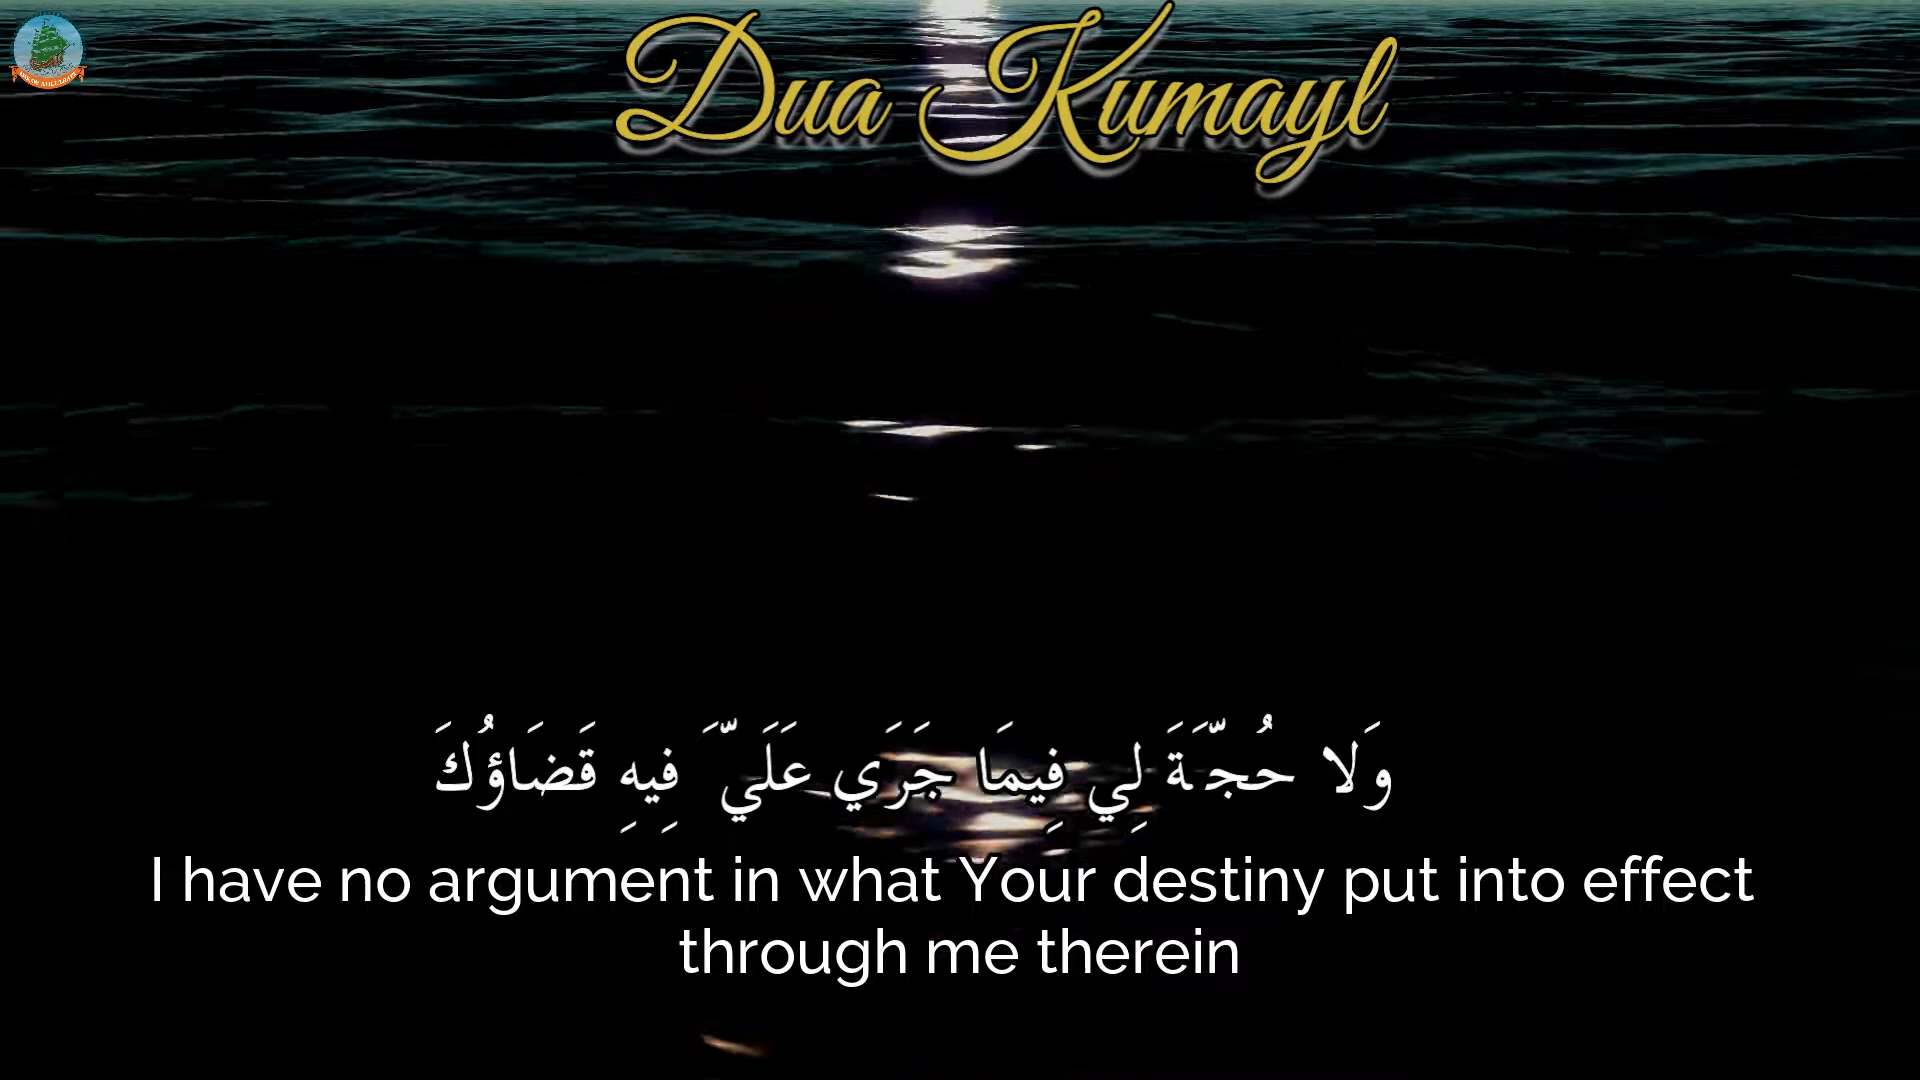 Dua Kumayl
وَلا حُجَّةَ لِي فِيمَا جَرَي عَلَيَّ فِيهِ قَضَاؤُكَ
I have no argument in what Your destiny put into effect
through me therein